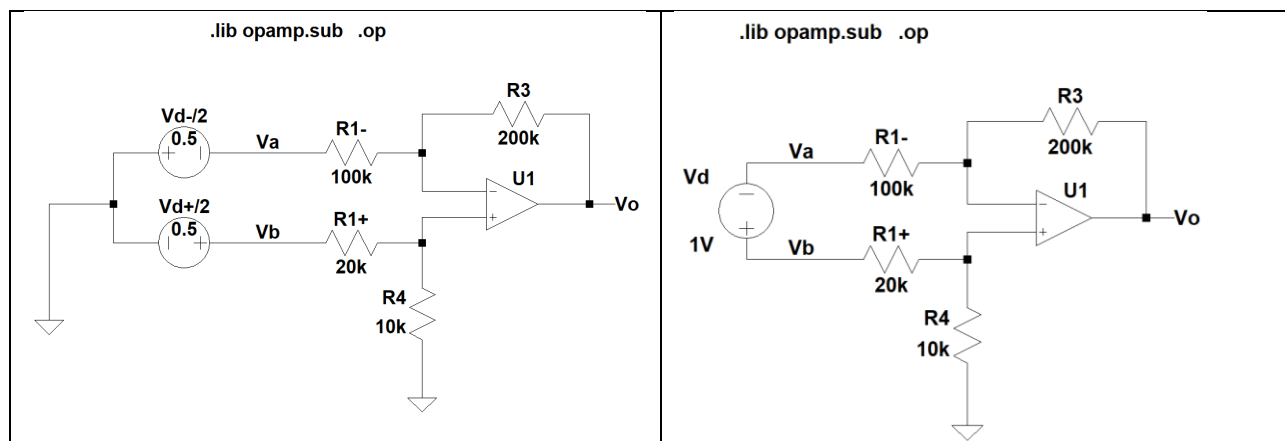 .lib opamp.sub .op
R3
200k
Vd-/2
0.5
+ –
Va
R1-
100k
U1
–
+
Vo
Vd+/2
0.5
– +
Vb
R1+
20k
R4
10k
.lib opamp.sub .op
R3
200k
Va
R1-
100k
Vd
–
+
1V
U1
–
+
Vo
Vb
R1+
20k
R4
10k